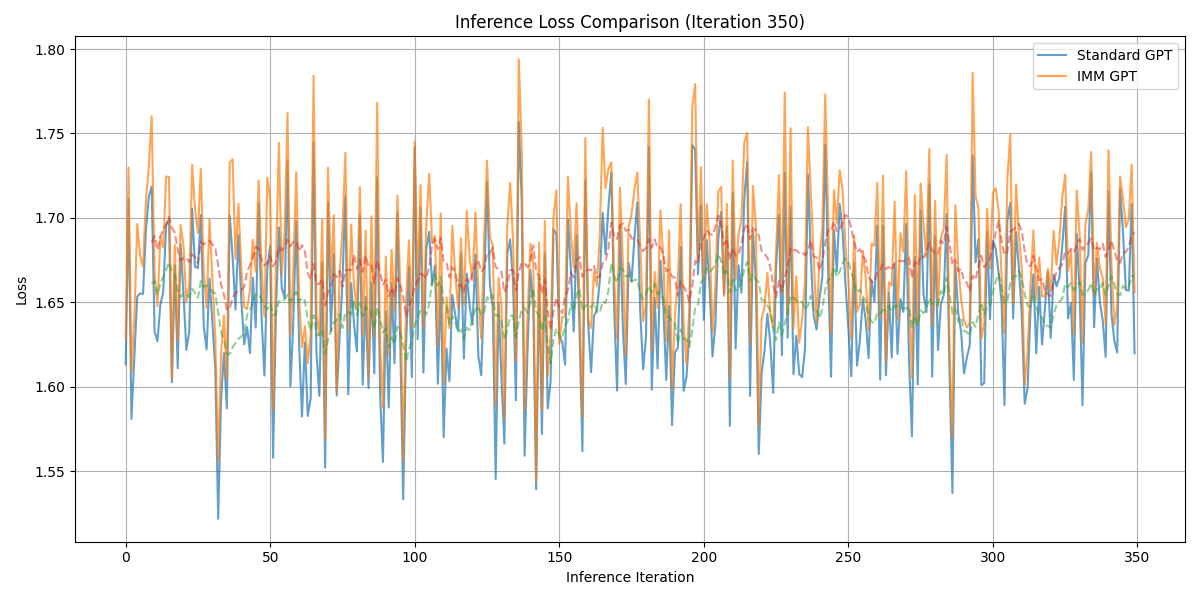 Inference Loss Comparison (Iteration 350)
Standard GPT
IMM GPT
1.80
1.75
1.70
1.65
1.60
1.55
Loss
0 50 100 150 200 250 300 350
Inference Iteration